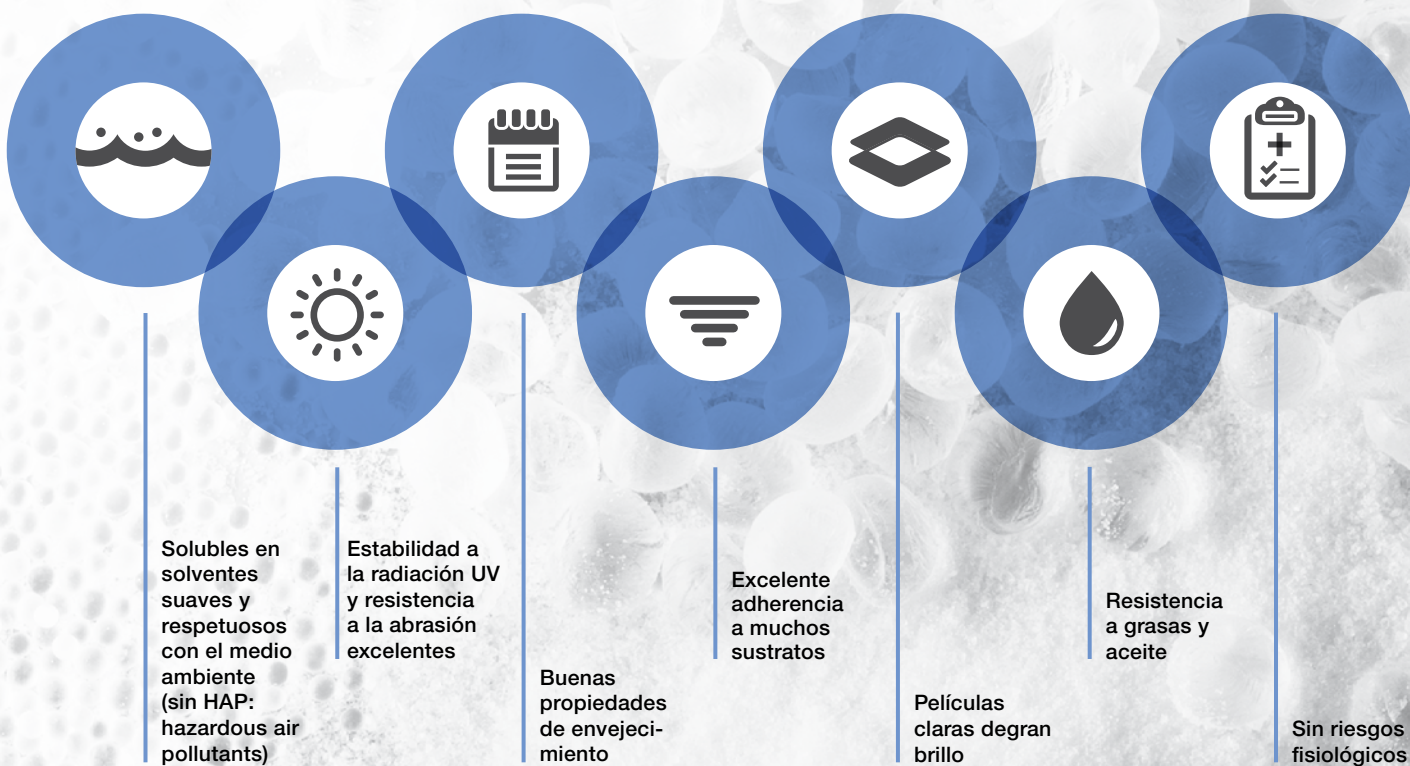 Solubles en
solventes
suaves y
respetuosos
con el medio
ambiente
(sin HAP:
hazardous air
pollutants)
Estabilidad a
la radiación UV
y resistencia
a la abrasión
excelentes
Buenas
propiedades
de envejeci-
miento
Excelente
adherencia
a muchos
sustratos
Películas
claras degran
brillo
Resistencia
a grasas y
aceite
Sin riesgos
fisiológicos